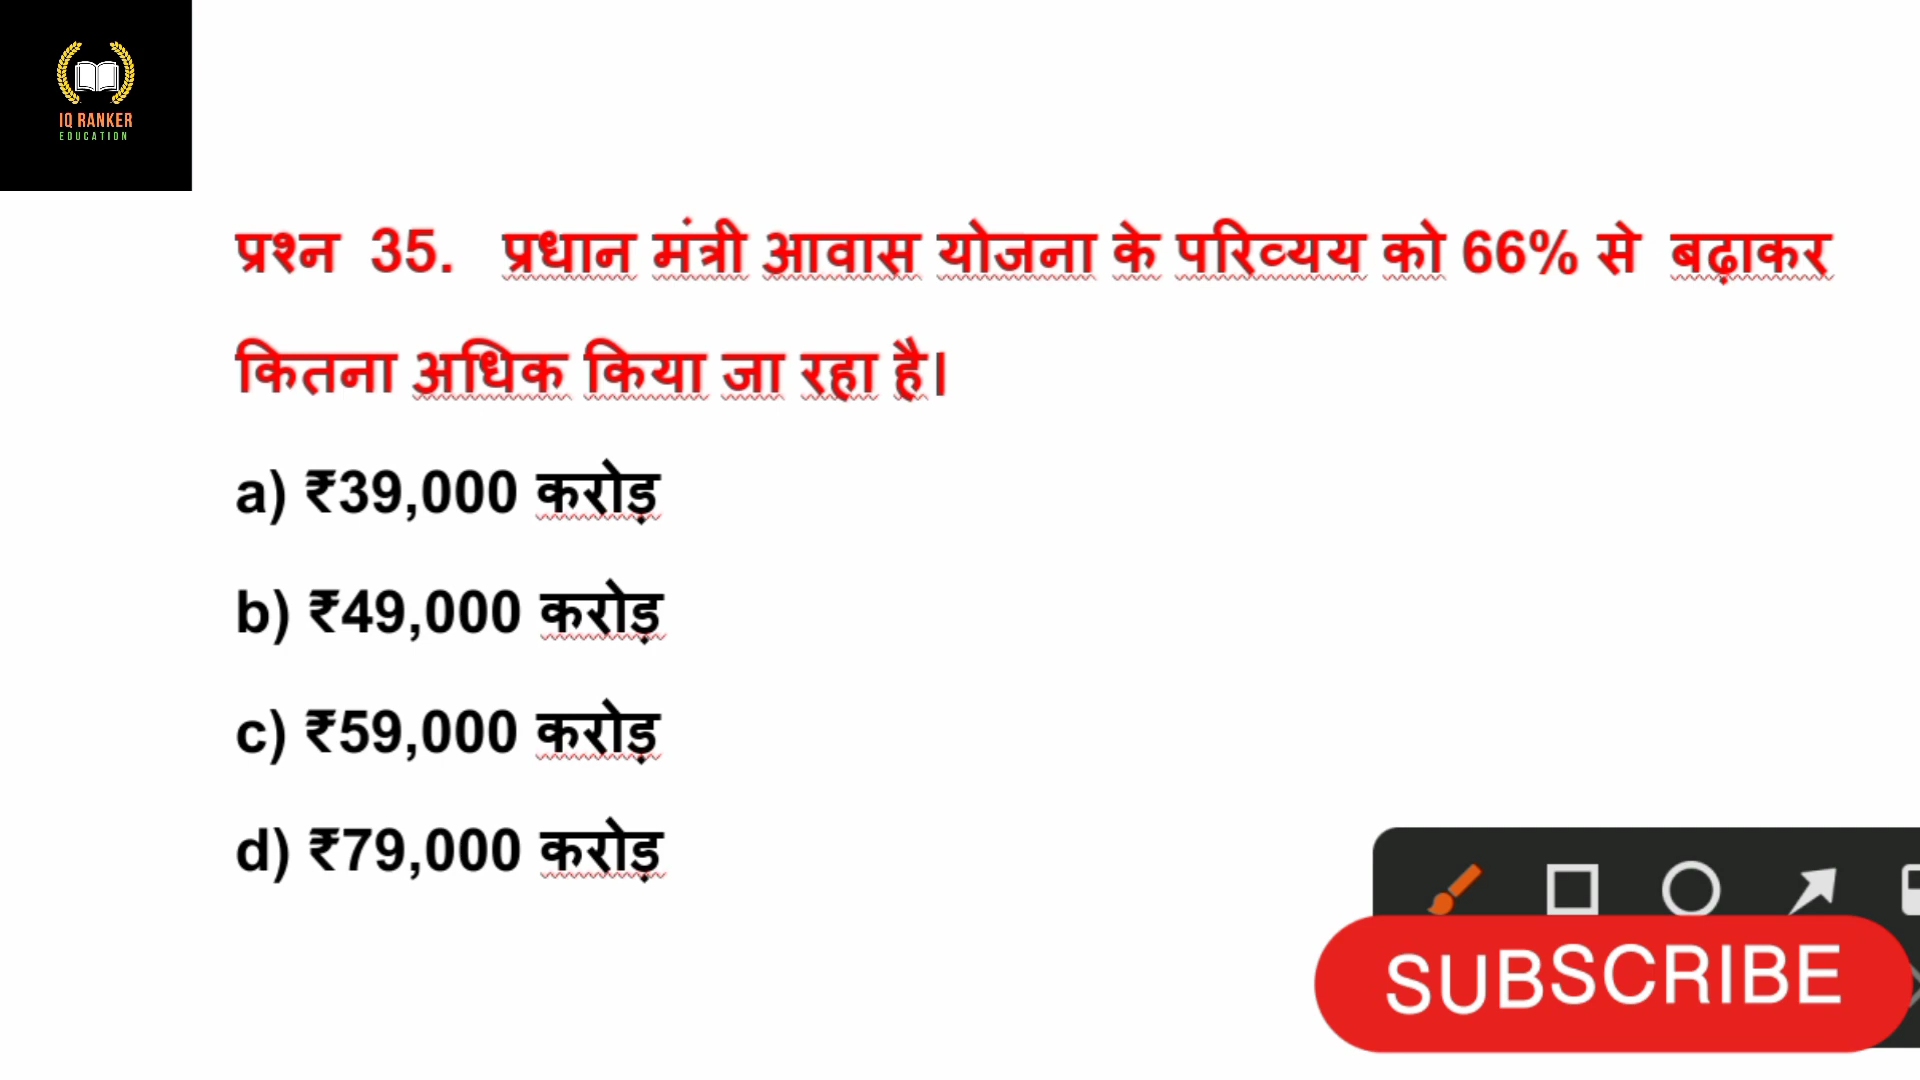 IQ RANKER
EDUCATION
प्रश्न 35. प्रधान मंत्री आवास योजना के परिव्यय को 66% से बढ़ाकर
कितना अधिक किया जा रहा है।
a) ₹39,000 करोड़
b) ₹49,000 करोड़
c) ₹59,000 करोड़
d) ₹79,000 करोड़
SUBSCRIBE